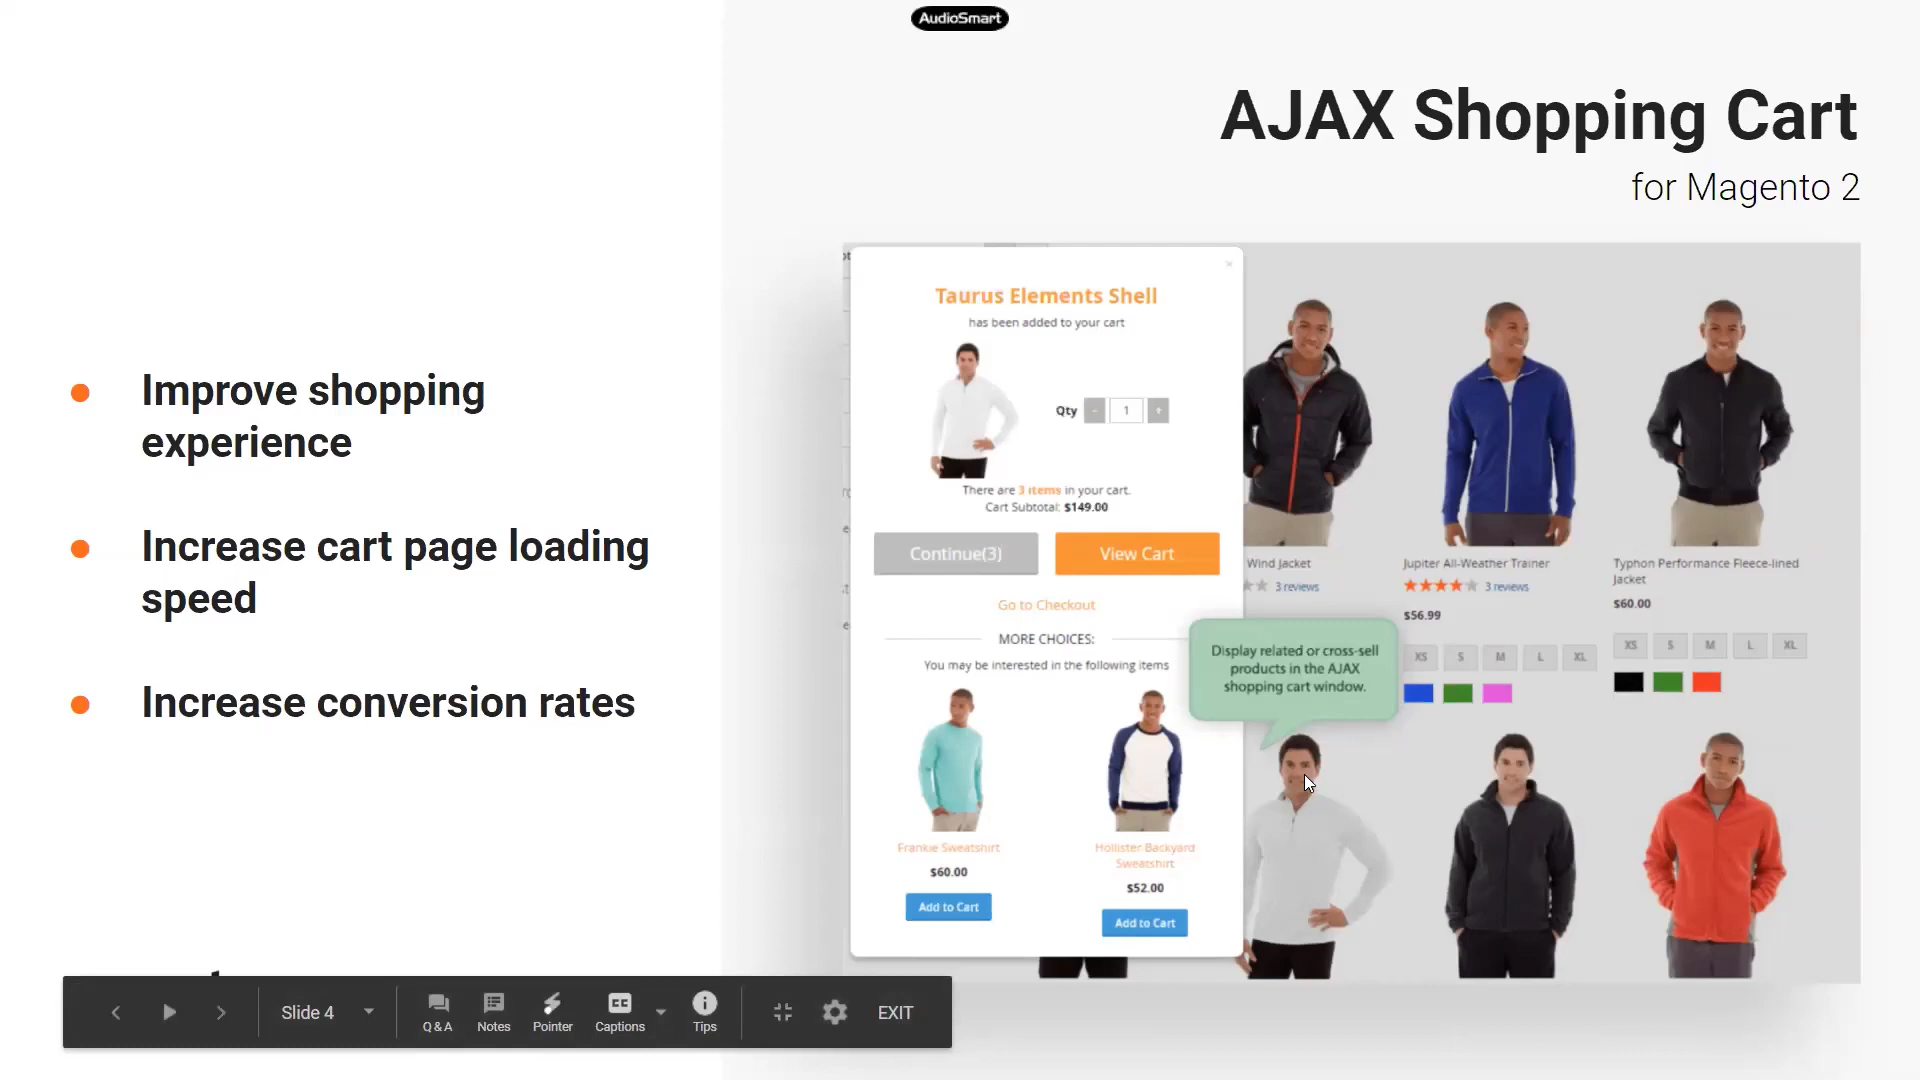 AudioSmart
AJAX Shopping Cart
for Magento 2
Improve shopping
experience
Increase cart page loading
speed
Increase conversion rates
×
Taurus Elements Shell
has been added to your cart
Qty - 1 +
There are 3 items in your cart.
Cart Subtotal: $149.00
Continue(3) View Cart
Go to Checkout
MORE CHOICES:
You may be interested in the following items
Frankie Sweatshirt
$60.00
Add to Cart
Hollister Backyard
Sweatshirt
$52.00
Add to Cart
Display related or cross-sell
products in the AJAX
shopping cart window.
Wind Jacket
3 reviews
Jupiter All-Weather Trainer
3 reviews
$56.99
XS S M L XL
Typhon Performance Fleece-lined
Jacket
$60.00
XS S M L XL
Slide 4
Q & A
Notes
Pointer
CC
Captions
Tips
EXIT